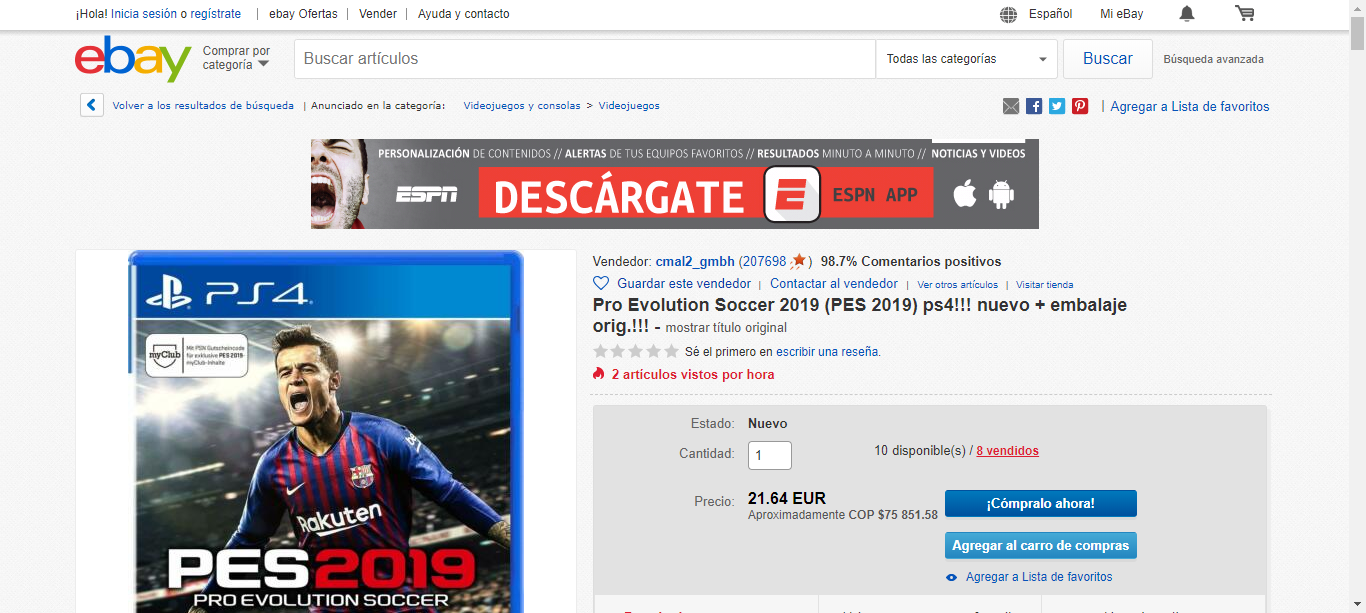 ¡Hola! Inicia sesión o regístrate | ebay Ofertas | Vender | Ayuda y contacto
Español Mi eBay
ebay
Comprar por
categoría
Buscar artículos
Todas las categorías
Buscar
Búsqueda avanzada
Volver a los resultados de búsqueda | Anunciado en la categoría: Videojuegos y consolas > Videojuegos
| Agregar a Lista de favoritos
PERSONALIZACIÓN DE CONTENIDOS // ALERTAS DE TUS EQUIPOS FAVORITOS // RESULTADOS MINUTO A MINUTO // NOTICIAS Y VIDEOS
ESPN DESCÁRGATE E ESPN APP
PS4
myClub
Mit PSN Gutscheincode
für exklusive PES 2019
myClub-Inhalte
Rakuten
PES2019
PRO EVOLUTION SOCCER
Vendedor: cmal2_gmbh (207698 ) 98.7% Comentarios positivos
Guardar este vendedor | Contactar al vendedor | Ver otros artículos | Visitar tienda
Pro Evolution Soccer 2019 (PES 2019) ps4!!! nuevo + embalaje
orig.!!! - mostrar título original
Sé el primero en escribir una reseña.
2 artículos vistos por hora
Estado: Nuevo
Cantidad: 1 10 disponible(s) / 8 vendidos
Precio: 21.64 EUR
Aproximadamente COP $75 851.58
¡Cómpralo ahora!
Agregar al carro de compras
Agregar a Lista de favoritos